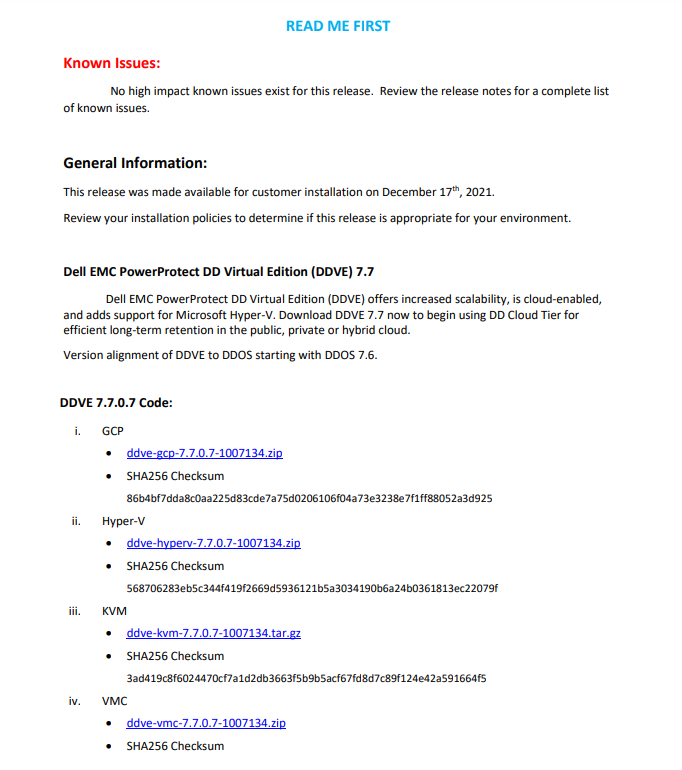 READ ME FIRST
Known Issues:
No high impact known issues exist for this release.  Review the release notes for a complete list
of known issues.
General Information:
This release was made available for customer installation on December 17th, 2021.
Review your installation policies to determine if this release is appropriate for your environment.
Dell EMC PowerProtect DD Virtual Edition (DDVE) 7.7
Dell EMC PowerProtect DD Virtual Edition (DDVE) offers increased scalability, is cloud-enabled,
and adds support for Microsoft Hyper-V. Download DDVE 7.7 now to begin using DD Cloud Tier for
efficient long-term retention in the public, private or hybrid cloud.
Version alignment of DDVE to DDOS starting with DDOS 7.6.
DDVE 7.7.0.7 Code:
i. GCP
• ddve-gcp-7.7.0.7-1007134.zip
• SHA256 Checksum
86b4bf7dda8c0aa225d83cde7a75d0206106f04a73e3238e7f1ff88052a3d925
ii. Hyper-V
• ddve-hyperv-7.7.0.7-1007134.zip
• SHA256 Checksum
568706283eb5c344f419f2669d5936121b5a3034190b6a24b0361813ec22079f
iii. KVM
• ddve-kvm-7.7.0.7-1007134.tar.gz
• SHA256 Checksum
3ad419c8f6024470cf7a1d2db3663f5b9b5acf67fd8d7c89f124e42a591664f5
iv. VMC
• ddve-vmc-7.7.0.7-1007134.zip
• SHA256 Checksum